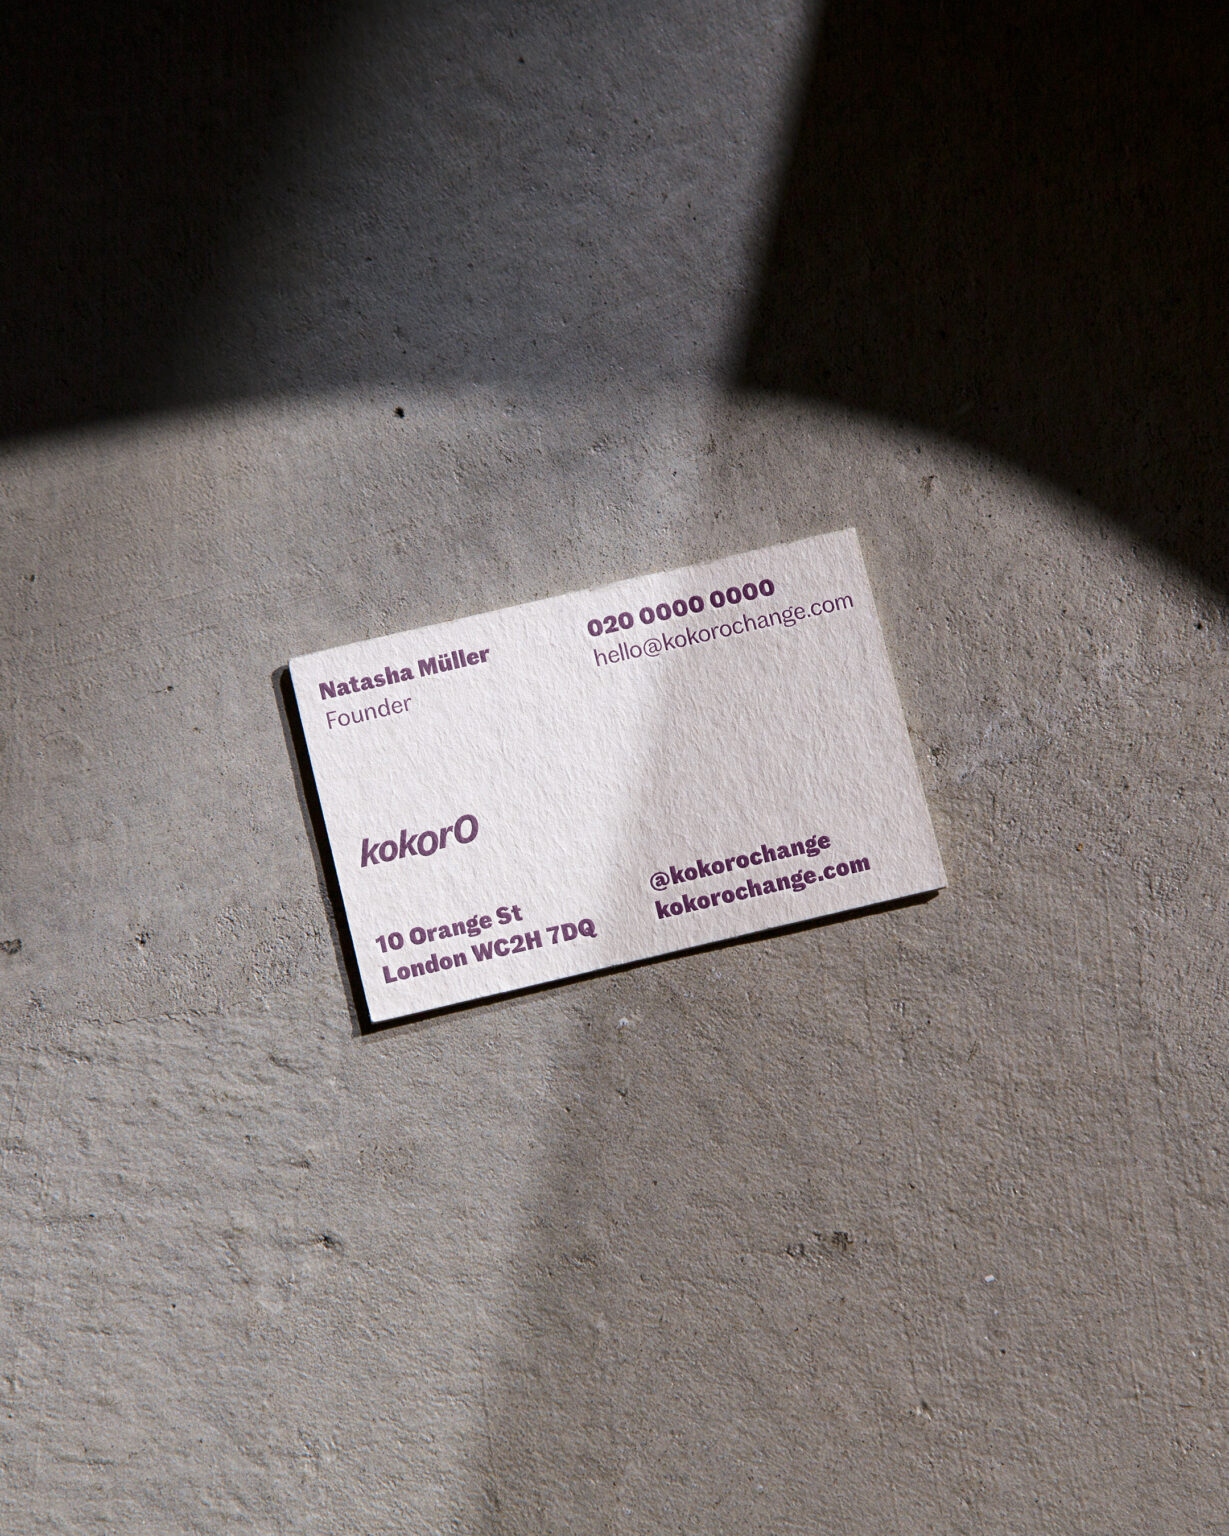 Natasha Müller
Founder
020 0000 0000
hello@kokorochange.com
kokorO
10 Orange St
London WC2H 7DQ
@kokorochange
kokorochange.com